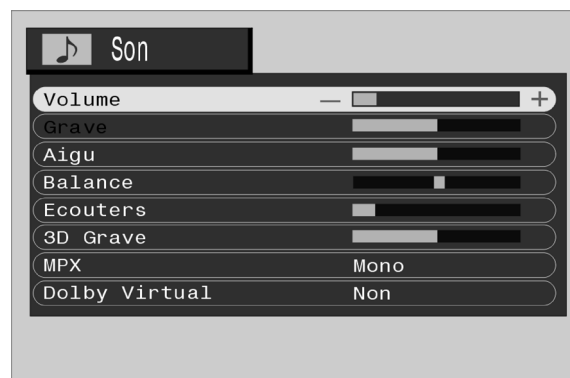 Son
Volume — +
Grave
Aigu
Balance
Ecouters
3D Grave
MPX Mono
Dolby Virtual Non